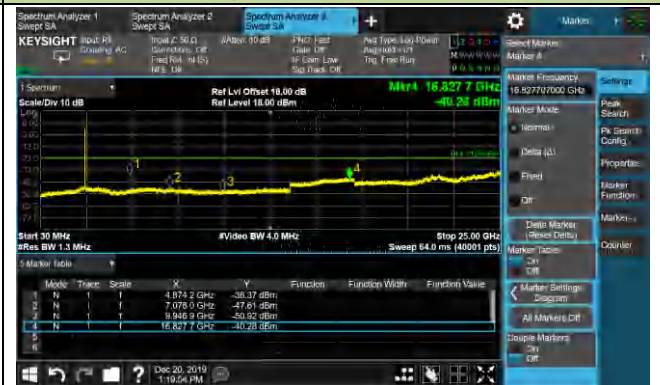 Spectrum Analyzer 1
Swept SA
Spectrum Analyzer 2
Swept SA
Spectrum Analyzer 3
Swept SA
+
Marker
KEYSIGHT
Input: RF
Coupling: AC
Input Z: 50 Ω
Corrections: Off
NFE: Off
#Atten: 10 dB
PNO: Fast
Gate: Off
IF Gain: Low
Sig Track: Off
Avg Type: Log-Power
Trig: Free Run
Select Marker
Marker 4
1 Spectrum
Scale/Div 10 dB
Log
Ref Lvl Offset 18.00 dB
Ref Level 18.00 dBm
Mkr4 16.827 7 GHz
-40.28 dBm
1
2
3
4
Start 30 MHz
#Res BW 1.3 MHz
#Video BW 4.0 MHz
Stop 25.00 GHz
Sweep 64.0 ms (40001 pts)
5 Marker Table
Mode Trace Scale X Y Function Function Width Function Value
1 N 1 f 4.874 2 GHz -36.37 dBm
2 N 1 f 7.078 0 GHz -47.61 dBm
3 N 1 f 9.946 9 GHz -50.92 dBm
4 N 1 f 16.827 7 GHz -40.28 dBm
5
6
Marker Frequency
16.827707000 GHz
Marker Mode
Normal
Delta (Δ)
Fixed
Off
Delta Marker
(Reset Delta)
Marker Table
On
Off
Marker Settings
Diagram
All Markers Off
Couple Markers
On
Off
Settings
Peak
Search
Pk Search
Config
Properties
Marker
Function
Marker→
Counter
?
Dec 20, 2019
1:19:54 PM